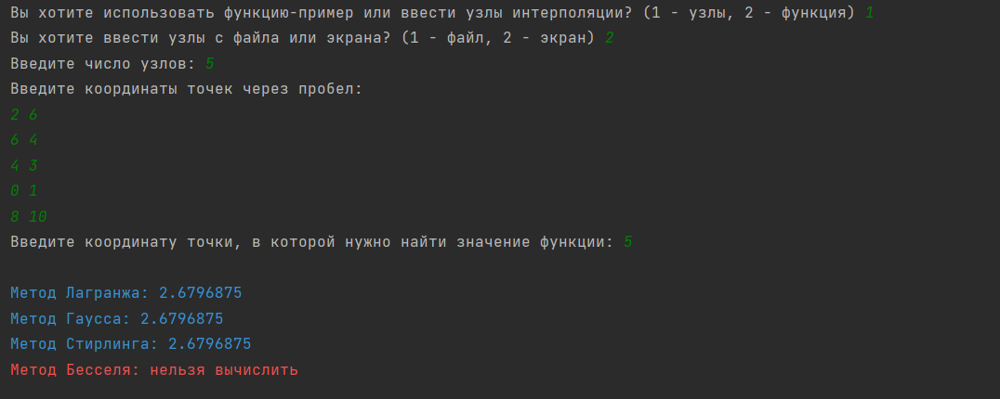 Вы хотите использовать функцию-пример или ввести узлы интерполяции? (1 - узлы, 2 - функция) 1
Вы хотите ввести узлы с файла или экрана? (1 - файл, 2 - экран) 2
Введите число узлов: 5
Введите координаты точек через пробел:
2 6
6 4
4 3
0 1
8 10
Введите координату точки, в которой нужно найти значение функции: 5
Метод Лагранжа: 2.6796875
Метод Гаусса: 2.6796875
Метод Стирлинга: 2.6796875
Метод Бесселя: нельзя вычислить